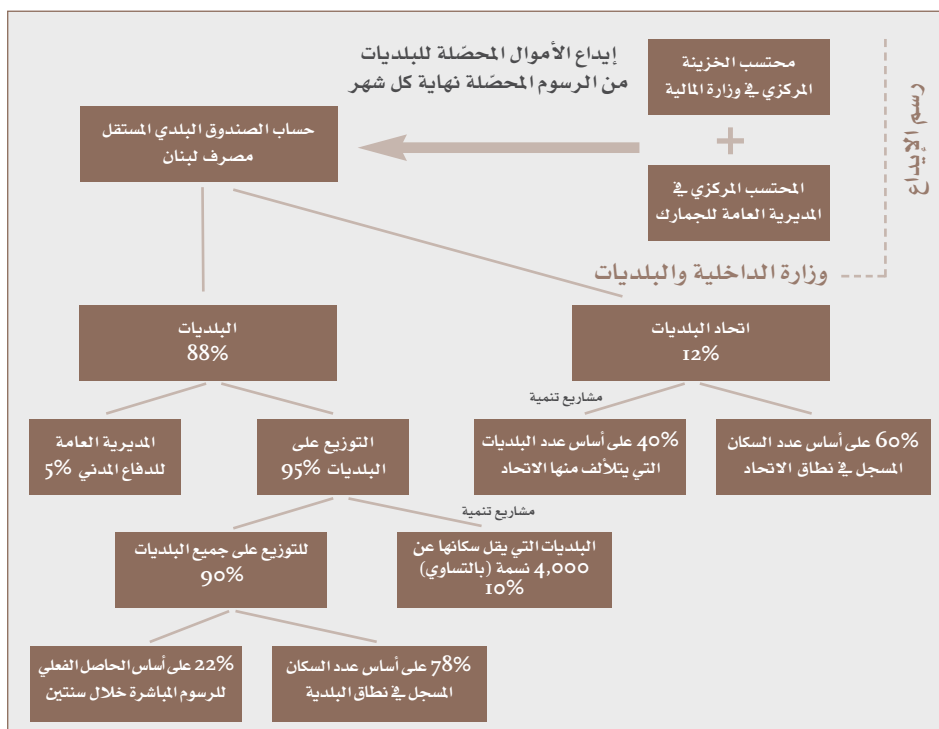 إيداع الأموال المحصّلة للبلديات
من الرسوم المحصّلة نهاية كل شهر
محتسب الخزينة
المركزي في وزارة المالية
+
المحتسب المركزي في
المديرية العامة للجمارك
رسم الإيداع
حساب الصندوق البلدي المستقل
مصرف لبنان
وزارة الداخلية والبلديات
اتحاد البلديات
12%
البلديات
88%
مشاريع تنمية
60% على أساس عدد السكان
المسجل في نطاق الاتحاد
40% على أساس عدد البلديات
التي يتلألف منها الاتحاد
التوزيع على
البلديات 95%
المديرية العامة
للدفاع المدني 5%
مشاريع تنمية
البلديات التي يقل سكانها عن
4,000 نسمة (بالتساوي)
10%
للتوزيع على جميع البلديات
90%
78% على أساس عدد السكان
المسجل في نطاق البلدية
22% على أساس الحاصل الفعلي
للرسوم المباشرة خلال سنتين